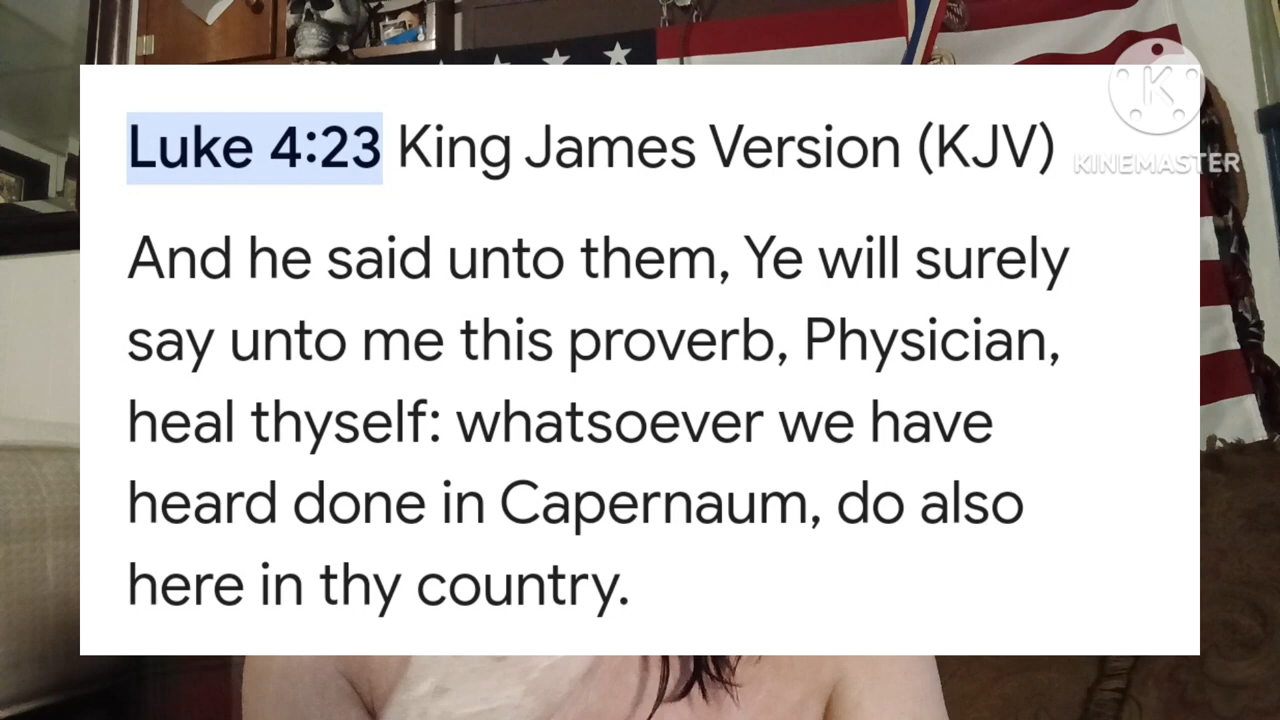 Luke 4:23 King James Version (KJV)
KINEMASTER
And he said unto them, Ye will surely
say unto me this proverb, Physician,
heal thyself: whatsoever we have
heard done in Capernaum, do also
here in thy country.